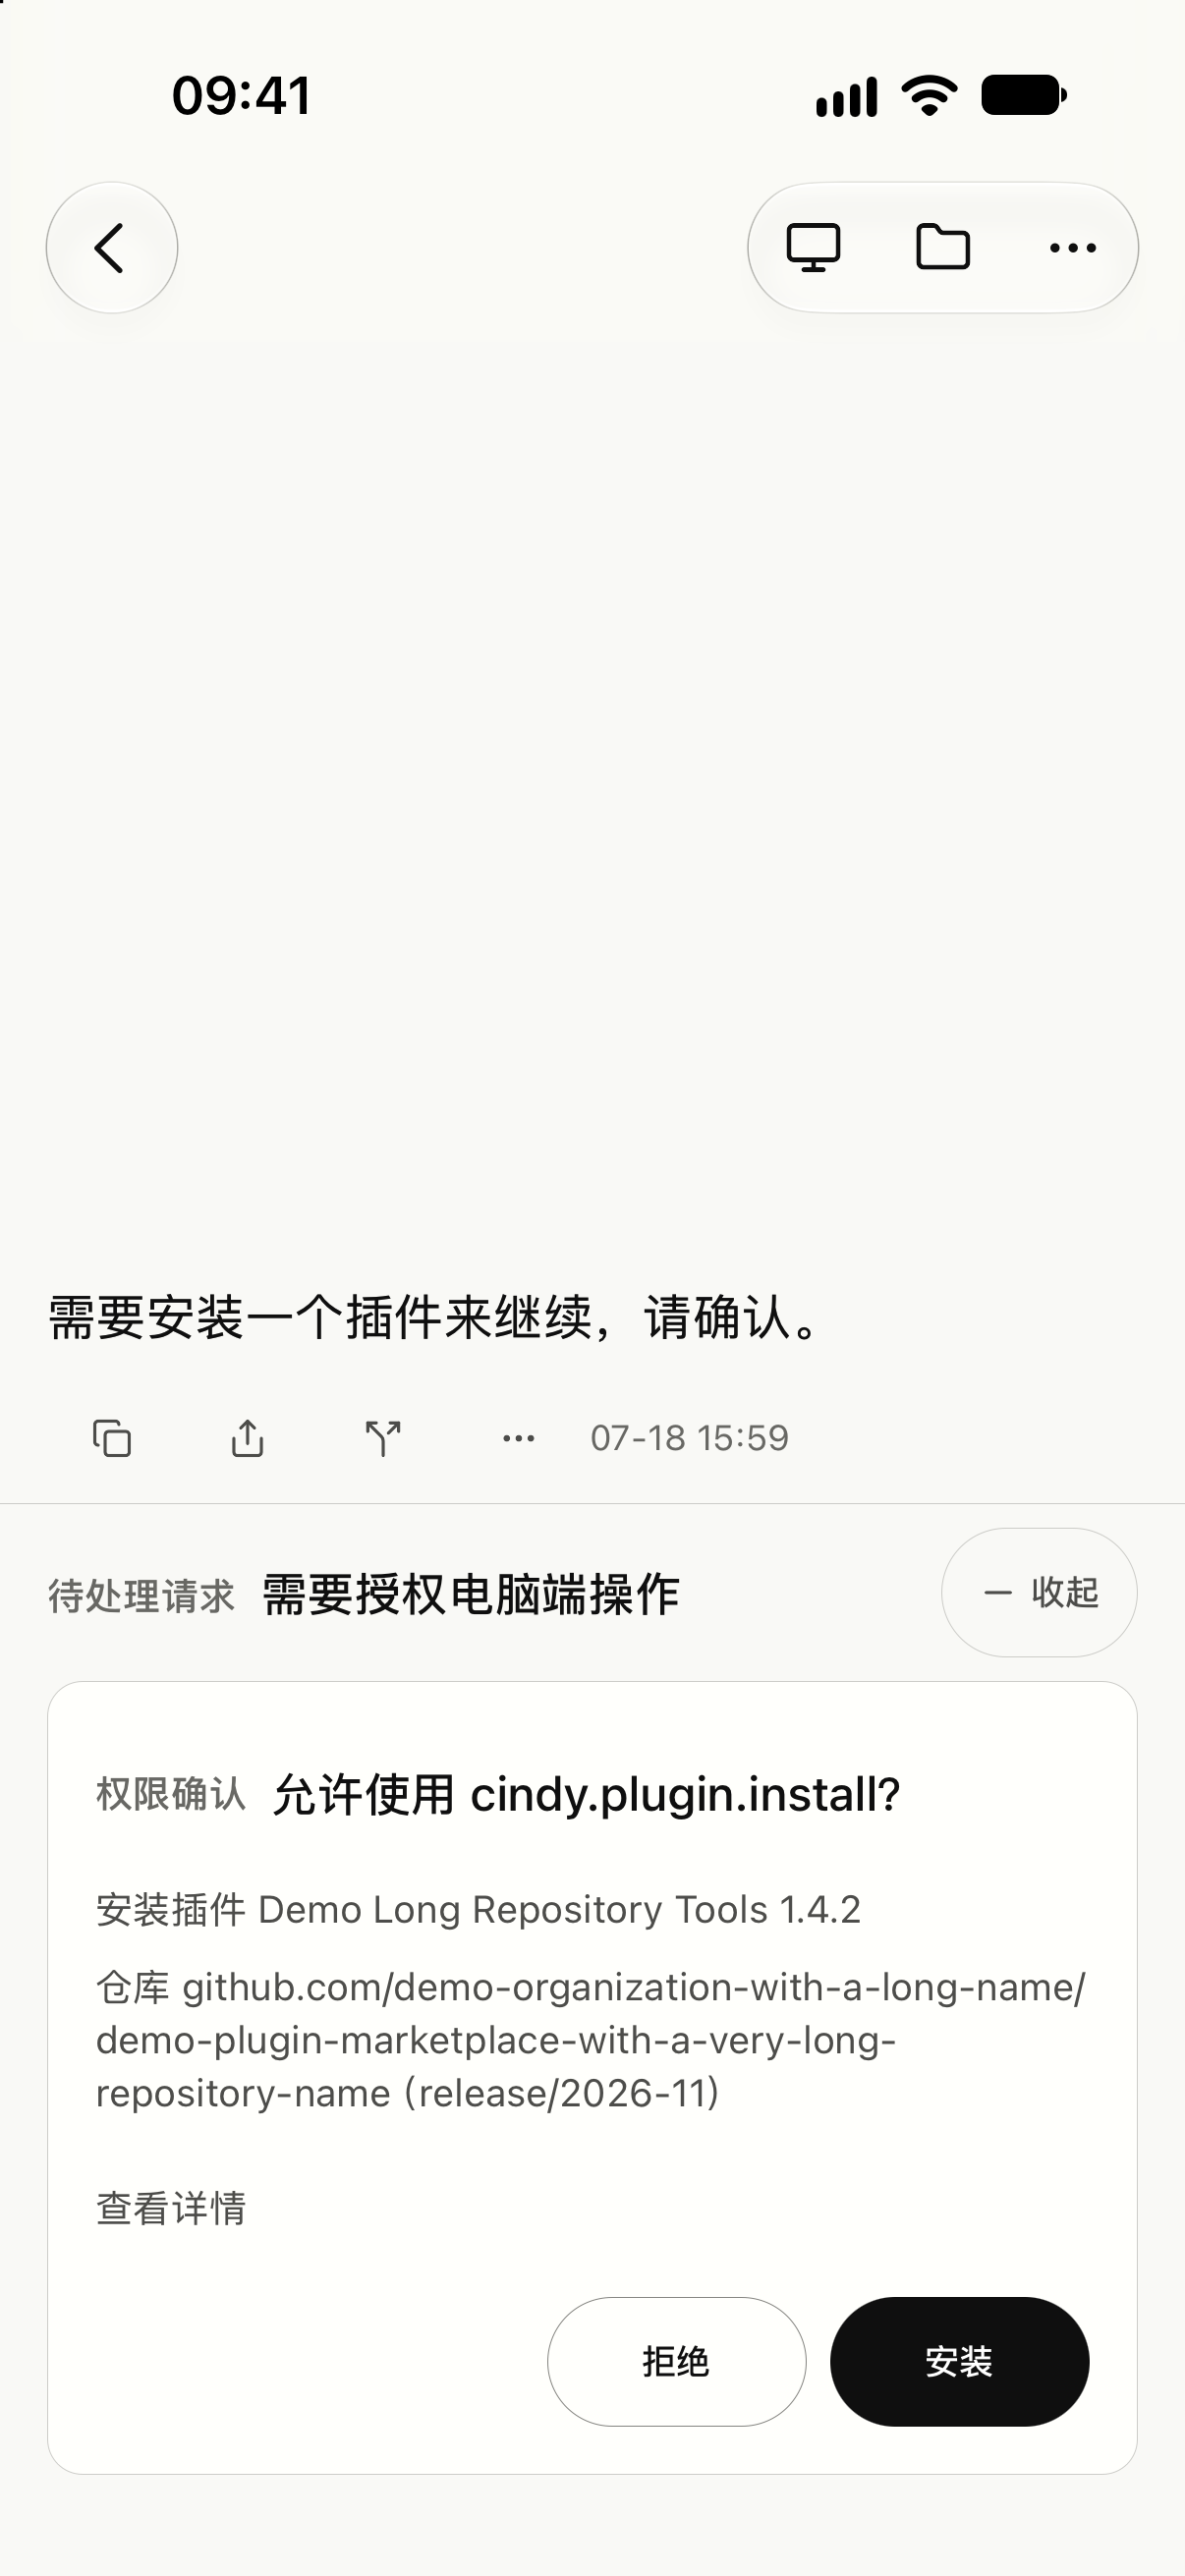 09:41
需要安装一个插件来继续，请确认。
07-18 15:59
待处理请求 需要授权电脑端操作
收起
权限确认 允许使用 cindy.plugin.install?
安装插件 Demo Long Repository Tools 1.4.2
仓库 github.com/demo-organization-with-a-long-name/
demo-plugin-marketplace-with-a-very-long-
repository-name (release/2026-11)
查看详情
拒绝
安装